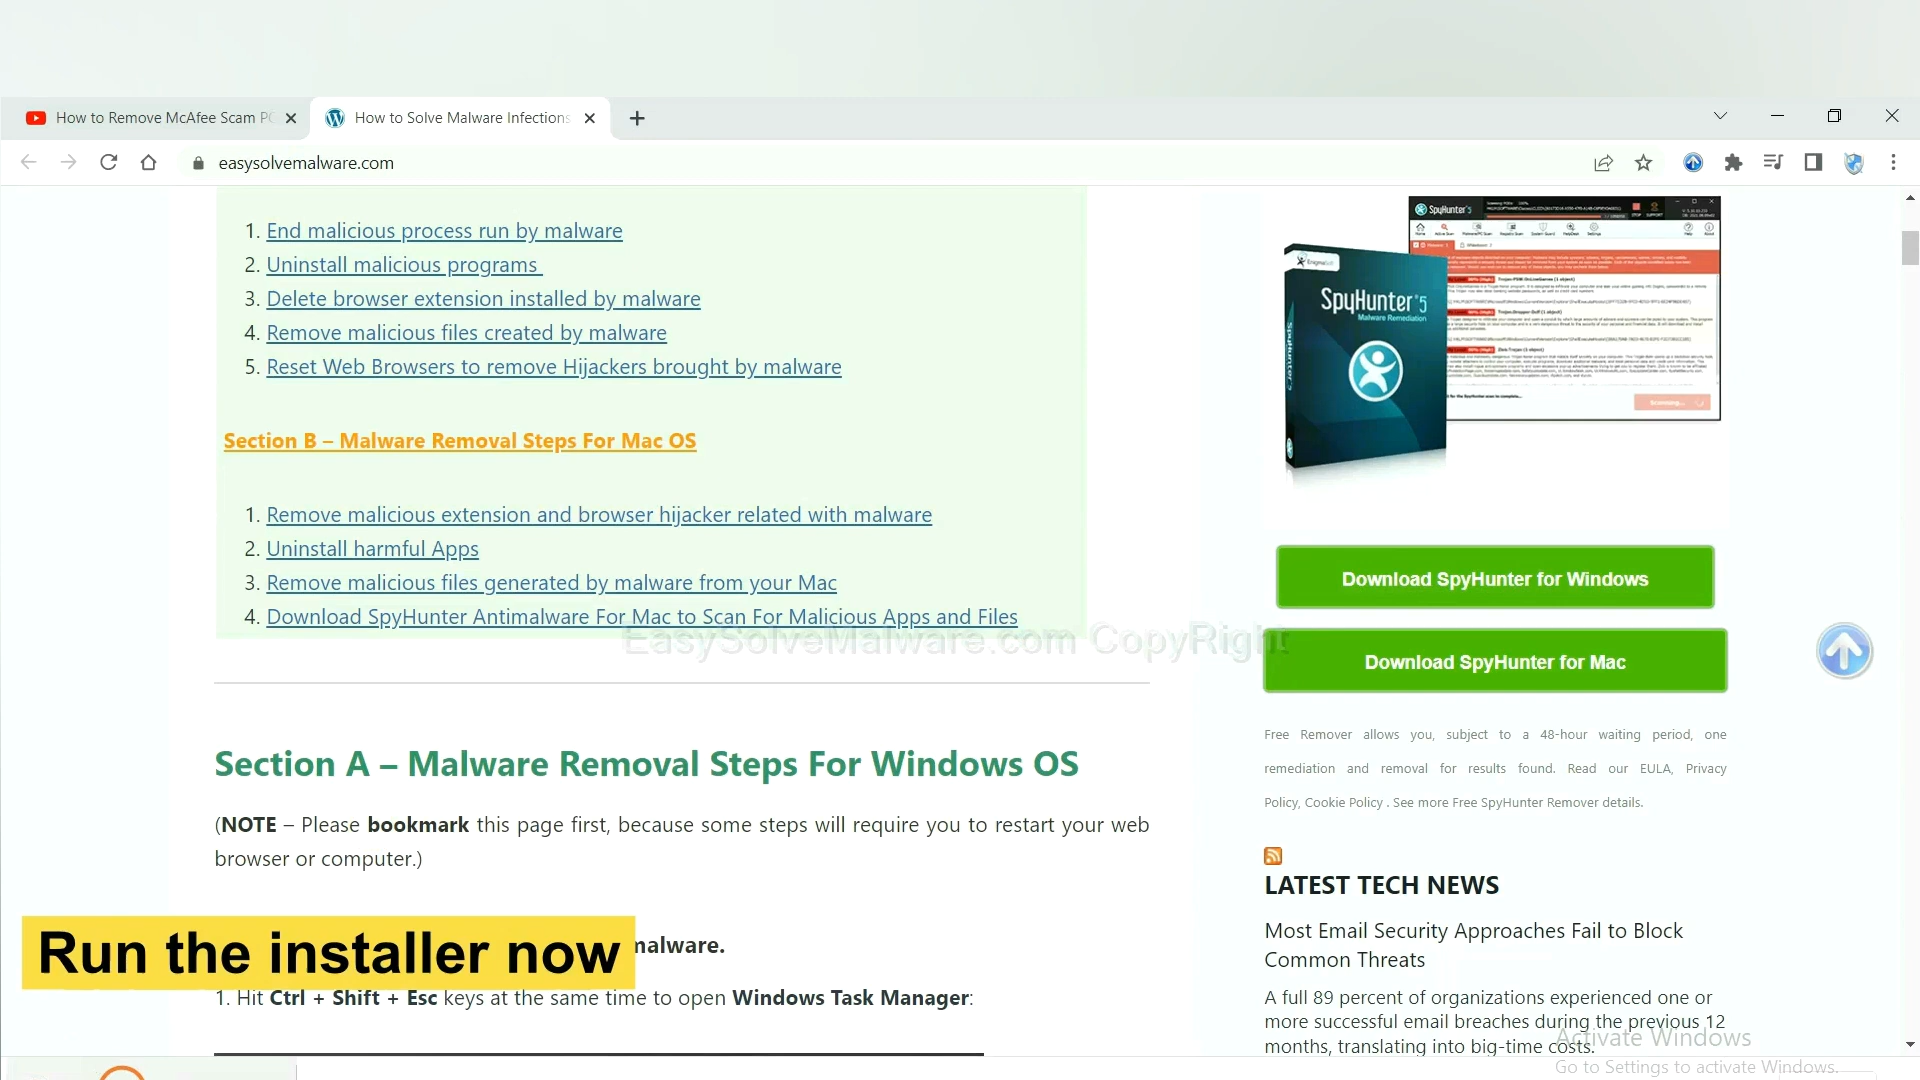 How to Remove McAfee Scam PC
How to Solve Malware Infections
easysolvemalware.com
1. End malicious process run by malware
2. Uninstall malicious programs
3. Delete browser extension installed by malware
4. Remove malicious files created by malware
5. Reset Web Browsers to remove Hijackers brought by malware
Section B – Malware Removal Steps For Mac OS
1. Remove malicious extension and browser hijacker related with malware
2. Uninstall harmful Apps
3. Remove malicious files generated by malware from your Mac
4. Download SpyHunter Antimalware For Mac to Scan For Malicious Apps and Files
EasySolveMalware.com CopyRight
Section A – Malware Removal Steps For Windows OS
(NOTE – Please bookmark this page first, because some steps will require you to restart your web
browser or computer.)
Run the installer now
malware.
1. Hit Ctrl + Shift + Esc keys at the same time to open Windows Task Manager:
SpyHunter 5
EnigmaSoft
SpyHunter 5
Malware Remediation
SpyHunter 5
Download SpyHunter for Windows
Download SpyHunter for Mac
Free Remover allows you, subject to a 48-hour waiting period, one
remediation and removal for results found. Read our EULA, Privacy
Policy, Cookie Policy . See more Free SpyHunter Remover details.
LATEST TECH NEWS
Most Email Security Approaches Fail to Block
Common Threats
A full 89 percent of organizations experienced one or
more successful email breaches during the previous 12
months, translating into big-time costs.
Activate Windows
Go to Settings to activate Windows.